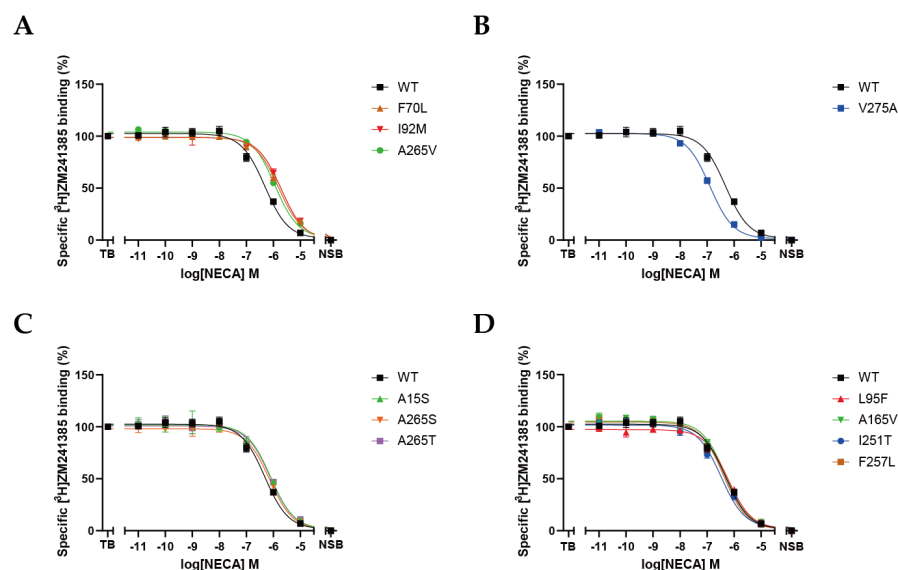 A
Specific [³H]ZM241385 binding (%)
150
100
50
0
TB
-11 -10 -9 -8 -7 -6 -5
NSB
log[NECA] M
WT
F70L
I92M
A265V
B
Specific [³H]ZM241385 binding (%)
150
100
50
0
TB
-11 -10 -9 -8 -7 -6 -5
NSB
log[NECA] M
WT
V275A
C
Specific [³H]ZM241385 binding (%)
150
100
50
0
TB
-11 -10 -9 -8 -7 -6 -5
NSB
log[NECA] M
WT
A15S
A265S
A265T
D
Specific [³H]ZM241385 binding (%)
150
100
50
0
TB
-11 -10 -9 -8 -7 -6 -5
NSB
log[NECA] M
WT
L95F
A165V
I251T
F257L